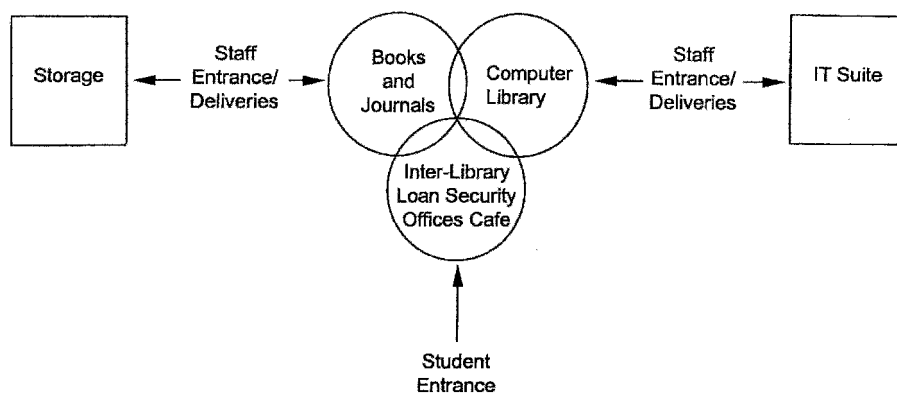 Storage
Staff
Entrance/
Deliveries
Books
and
Journals
Computer
Library
Staff
Entrance/
Deliveries
IT Suite
Inter-Library
Loan Security
Offices Cafe
Student
Entrance